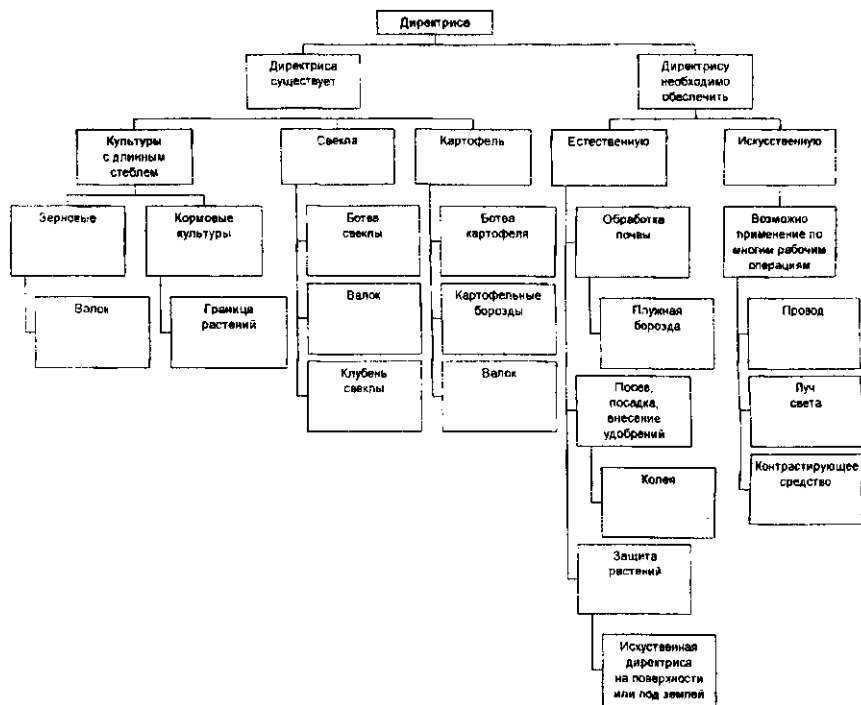 Директриса
Директриса
существует
Директрису
необходимо
обеспечить
Культуры
с длинным
стеблем
Свекла
Картофель
Естественную
Искусственную
Зерновые
Кормовые
культуры
Ботва
свеклы
Ботва
картофеля
Обработка
почвы
Возможно
применение по
многим рабочим
операциям
Валок
Граница
растений
Валок
Картофельные
борозды
Плужная
борозда
Провод
Клубень
свеклы
Валок
Посев,
посадка,
внесение
удобрений
Луч
света
Колея
Контрастирующее
средство
Защита
растений
Искуственная
директриса
на поверхности
или под землей